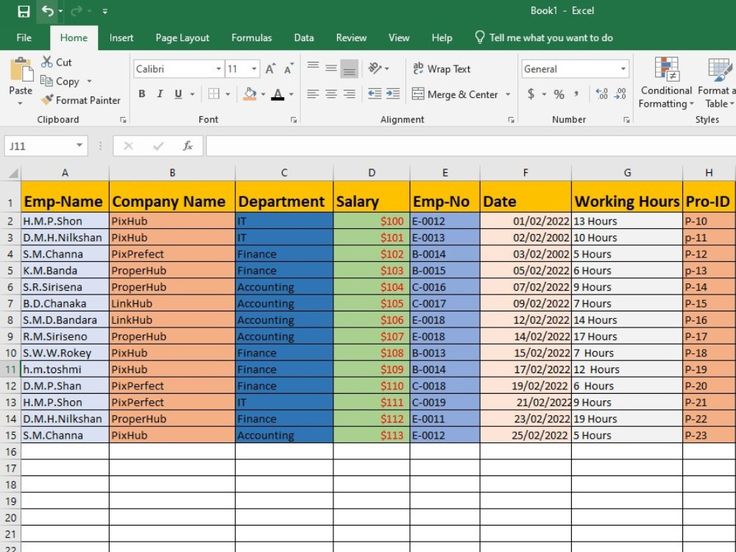 Book1 - Excel
File Home Insert Page Layout Formulas Data Review View Help Tell me what you want to do
Paste Cut Copy Format Painter Calibri 11 A A B I U A ab Wrap Text Merge & Center General $ % , .00 .0 Conditional Formatting Format as Table
Clipboard Font Alignment Number Styles
J11 fx
A B C D E F G H
1 Emp-Name Company Name Department Salary Emp-No Date Working Hours Pro-ID
2 H.M.P.Shon PixHub IT $100 E-0012 01/02/2022 13 Hours P-10
3 D.M.H.Nilkshan PixHub IT $101 E-0013 02/02/2002 10 Hours p-11
4 S.M.Channa PixPrefect Finance $102 B-0014 03/02/2002 5 Hours P-12
5 K.M.Banda ProperHub Finance $103 B-0015 05/02/2022 6 Hours p-13
6 S.R.Sirisena ProperHub Accounting $104 C-0016 07/02/2022 9 Hours P-14
7 B.D.Chanaka LinkHub Accounting $105 C-0017 09/02/2022 7 Hours P-15
8 S.M.D.Bandara LinkHub Accounting $106 E-0018 12/02/2022 14 Hours P-16
9 R.M.Siriseno ProperHub Accounting $107 E-0018 14/02/2022 17 Hours P-17
10 S.W.W.Rokey PixHub Finance $108 B-0013 15/02/2022 7 Hours P-18
11 h.m.toshmi PixHub Finance $109 B-0014 17/02/2022 12 Hours P-19
12 D.M.P.Shan PixPerfect Finance $110 C-0018 19/02/2022 6 Hours P-20
13 H.M.P.Shon PixPerfect IT $111 C-0019 21/02/2022 9 Hours P-21
14 D.M.H.Nilkshan ProperHub Finance $112 E-0011 23/02/2022 19 Hours P-22
15 S.M.Channa PixHub Accounting $113 E-0012 25/02/2022 5 Hours P-23
16
17
18
19
20
21
22